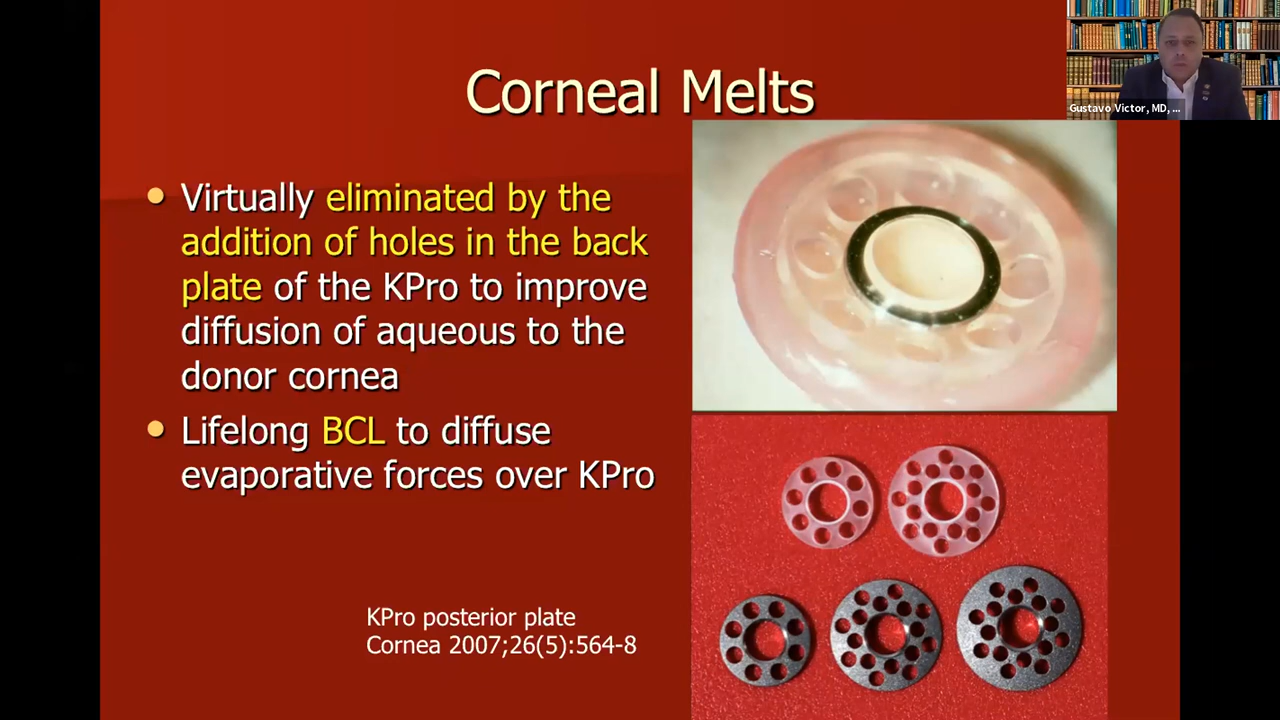 Corneal Melts
Gustavo Victor, MD, ...
Virtually eliminated by the
addition of holes in the back
plate of the KPro to improve
diffusion of aqueous to the
donor cornea
Lifelong BCL to diffuse
evaporative forces over KPro
KPro posterior plate
Cornea 2007;26(5):564-8